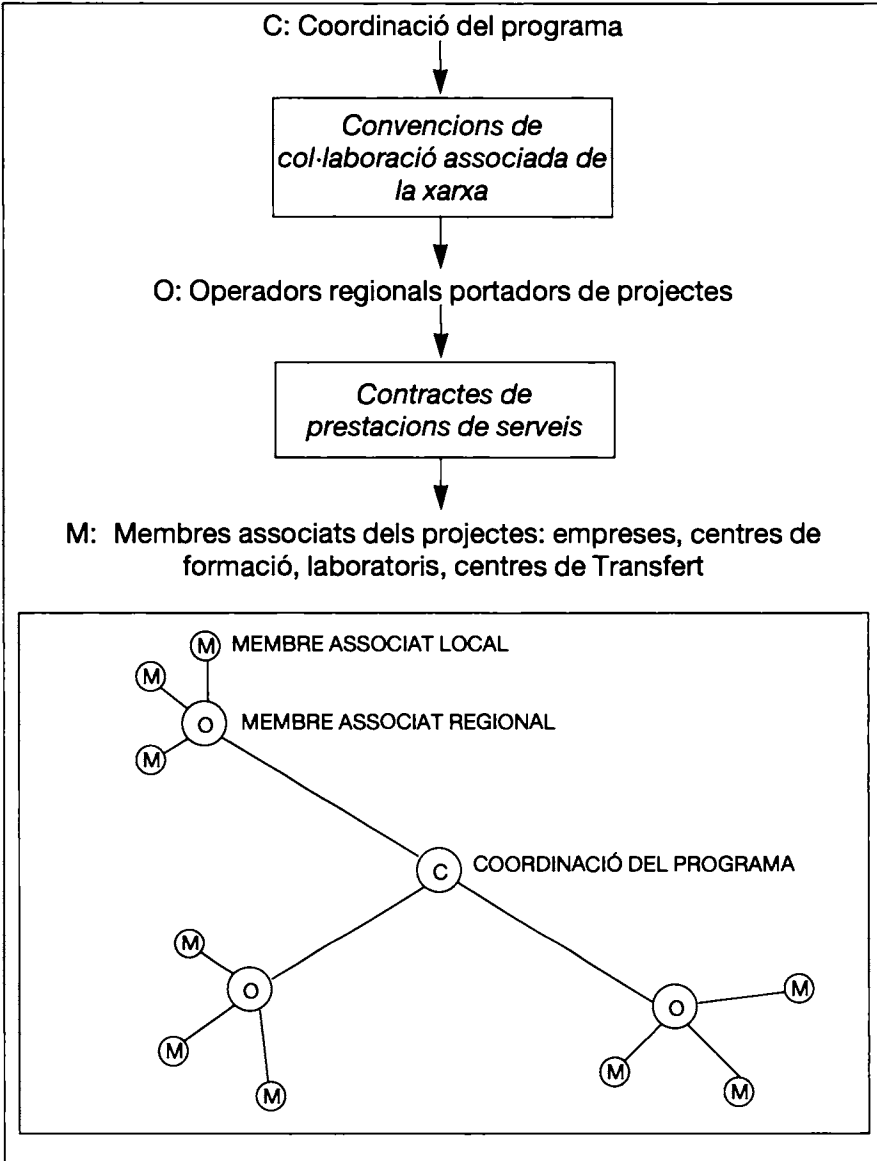 C: Coordinació del programa
Convencions de
col·laboració associada de
la xarxa
O: Operadors regionals portadors de projectes
Contractes de
prestacions de serveis
M: Membres associats dels projectes: empreses, centres de
formació, laboratoris, centres de Transfert
M MEMBRE ASSOCIAT LOCAL
M
O MEMBRE ASSOCIAT REGIONAL
M
C COORDINACIÓ DEL PROGRAMA
M
O
M
M
O
M
M
M